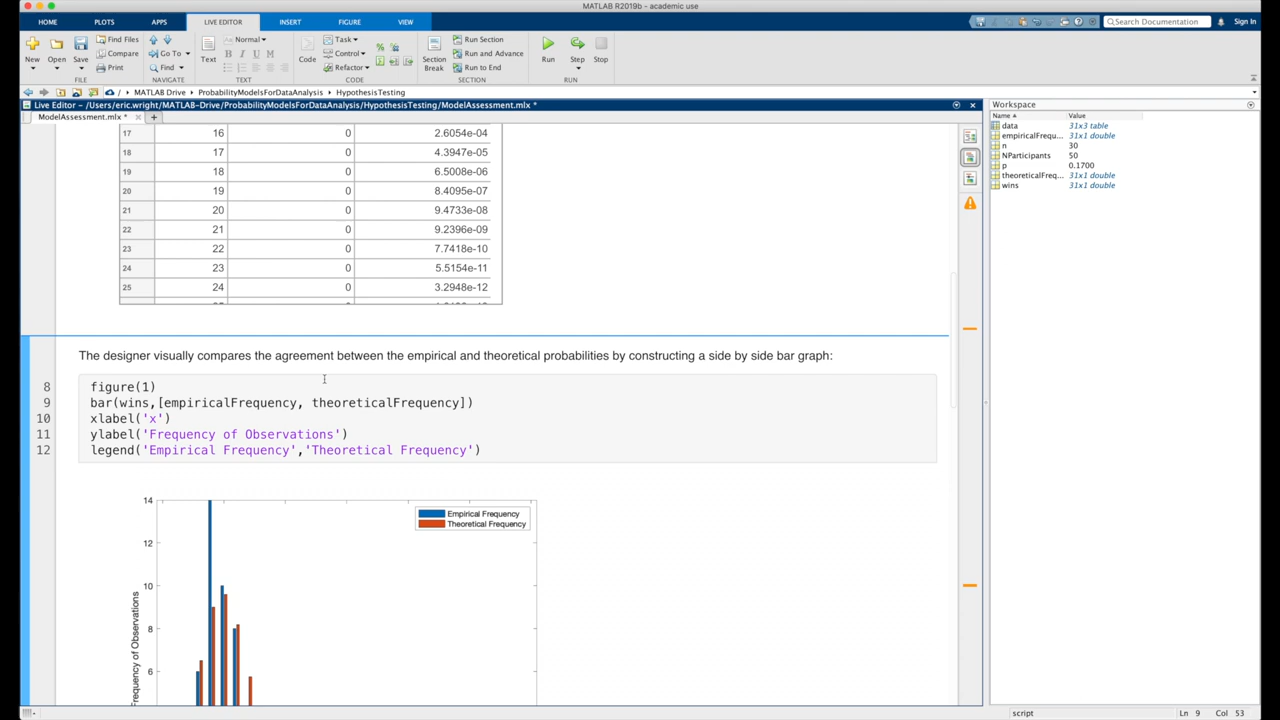 MATLAB R2019b - academic use
HOME PLOTS APPS LIVE EDITOR INSERT FIGURE VIEW Search Documentation Sign In
New Open Save Find Files Compare Print Go To Find Text Normal B I U M Code Task Control Refactor Section Break Run Section Run and Advance Run to End Run Step Stop
FILE NAVIGATE TEXT CODE SECTION RUN
/ MATLAB Drive ProbabilityModelsForDataAnalysis HypothesisTesting
Live Editor - /Users/eric.wright/MATLAB-Drive/ProbabilityModelsForDataAnalysis/HypothesisTesting/ModelAssessment.mlx *
ModelAssessment.mlx * × +
17 16 0 2.6054e-04
18 17 0 4.3947e-05
19 18 0 6.5008e-06
20 19 0 8.4095e-07
21 20 0 9.4733e-08
22 21 0 9.2396e-09
23 22 0 7.7418e-10
24 23 0 5.5154e-11
25 24 0 3.2948e-12
The designer visually compares the agreement between the empirical and theoretical probabilities by constructing a side by side bar graph:
8 figure(1)
9 bar(wins,[empiricalFrequency, theoreticalFrequency])
10 xlabel('x')
11 ylabel('Frequency of Observations')
12 legend('Empirical Frequency','Theoretical Frequency')
14
12
10
8
6
Frequency of Observations
Empirical Frequency
Theoretical Frequency
Workspace
Name Value
data 31x3 table
empiricalFrequ... 31x1 double
n 30
NParticipants 50
p 0.1700
theoreticalFreq... 31x1 double
wins 31x1 double
script Ln 9 Col 53